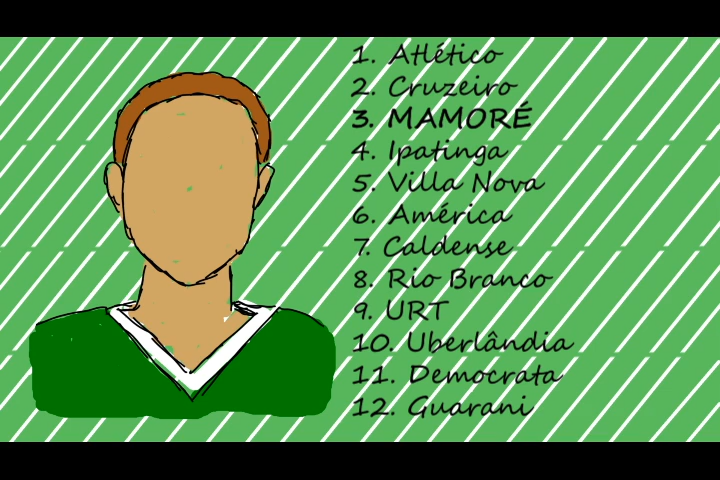 1. Atlético
2. Cruzeiro
3. MAMORÉ
4. Ipatinga
5. Villa Nova
6. América
7. Caldense
8. Rio Branco
9. URT
10. Uberlândia
11. Democrata
12. Guarani